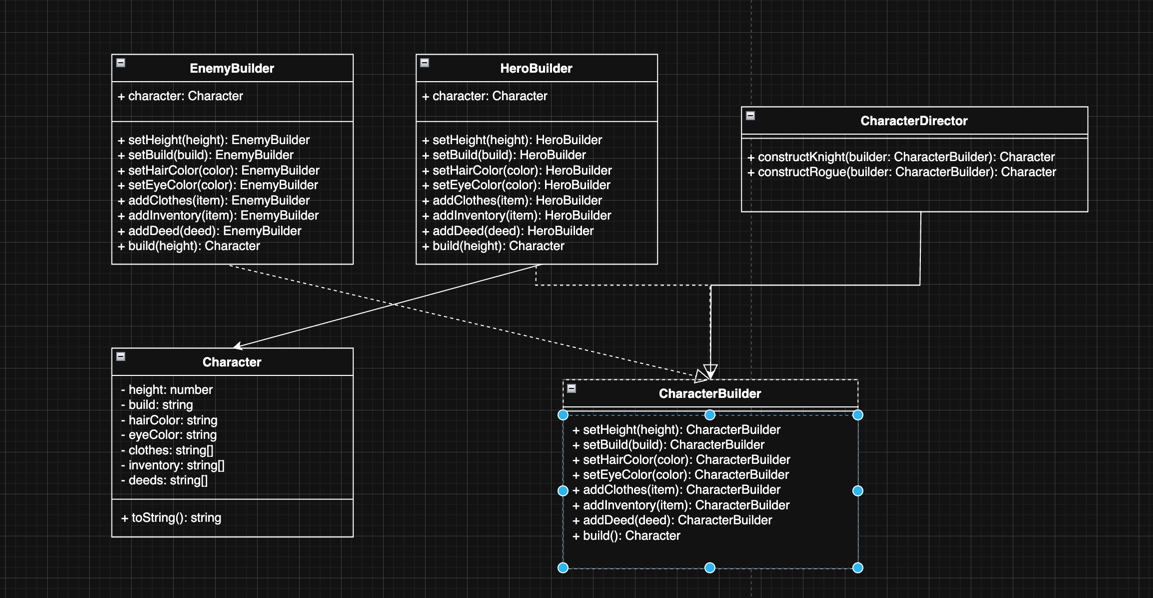 EnemyBuilder
+ character: Character
+ setHeight(height): EnemyBuilder
+ setBuild(build): EnemyBuilder
+ setHairColor(color): EnemyBuilder
+ setEyeColor(color): EnemyBuilder
+ addClothes(item): EnemyBuilder
+ addInventory(item): EnemyBuilder
+ addDeed(deed): EnemyBuilder
+ build(height): Character
HeroBuilder
+ character: Character
+ setHeight(height): HeroBuilder
+ setBuild(build): HeroBuilder
+ setHairColor(color): HeroBuilder
+ setEyeColor(color): HeroBuilder
+ addClothes(item): HeroBuilder
+ addInventory(item): HeroBuilder
+ addDeed(deed): HeroBuilder
+ build(height): Character
CharacterDirector
+ constructKnight(builder: CharacterBuilder): Character
+ constructRogue(builder: CharacterBuilder): Character
Character
- height: number
- build: string
- hairColor: string
- eyeColor: string
- clothes: string[]
- inventory: string[]
- deeds: string[]
+ toString(): string
CharacterBuilder
+ setHeight(height): CharacterBuilder
+ setBuild(build): CharacterBuilder
+ setHairColor(color): CharacterBuilder
+ setEyeColor(color): CharacterBuilder
+ addClothes(item): CharacterBuilder
+ addInventory(item): CharacterBuilder
+ addDeed(deed): CharacterBuilder
+ build(): Character